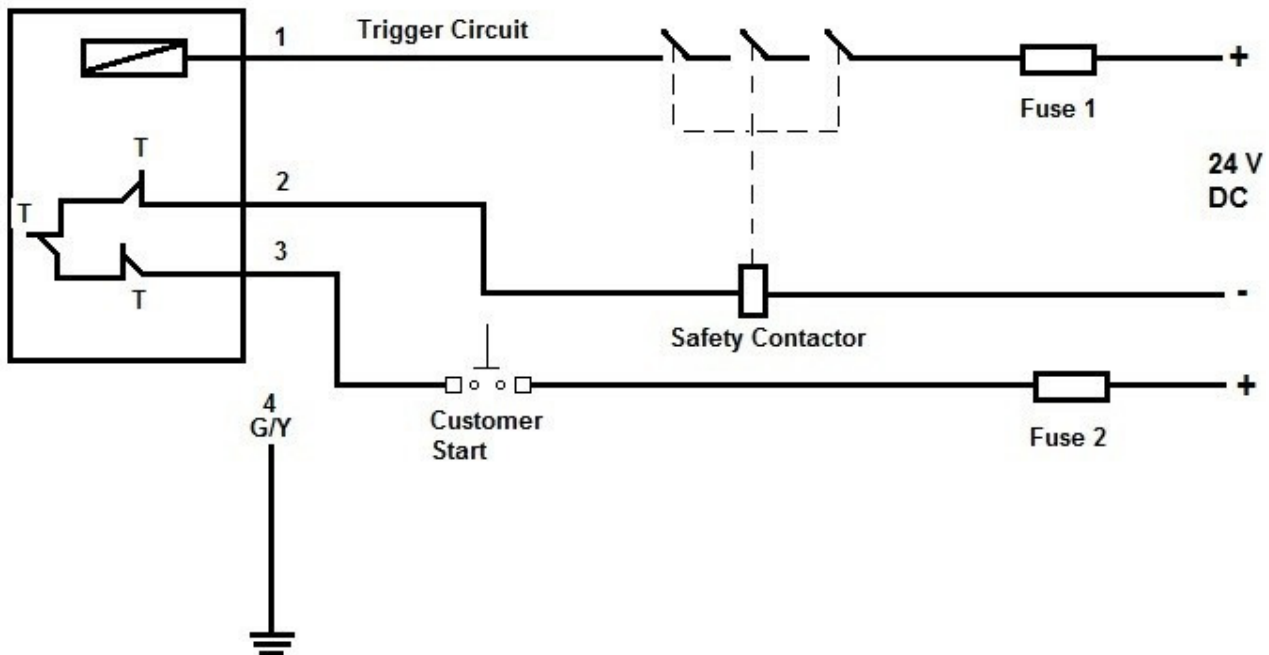 1
Trigger Circuit
+
Fuse 1
T
2
24 V
DC
T
3
T
-
Safety Contactor
+
4
G/Y
Customer
Start
Fuse 2